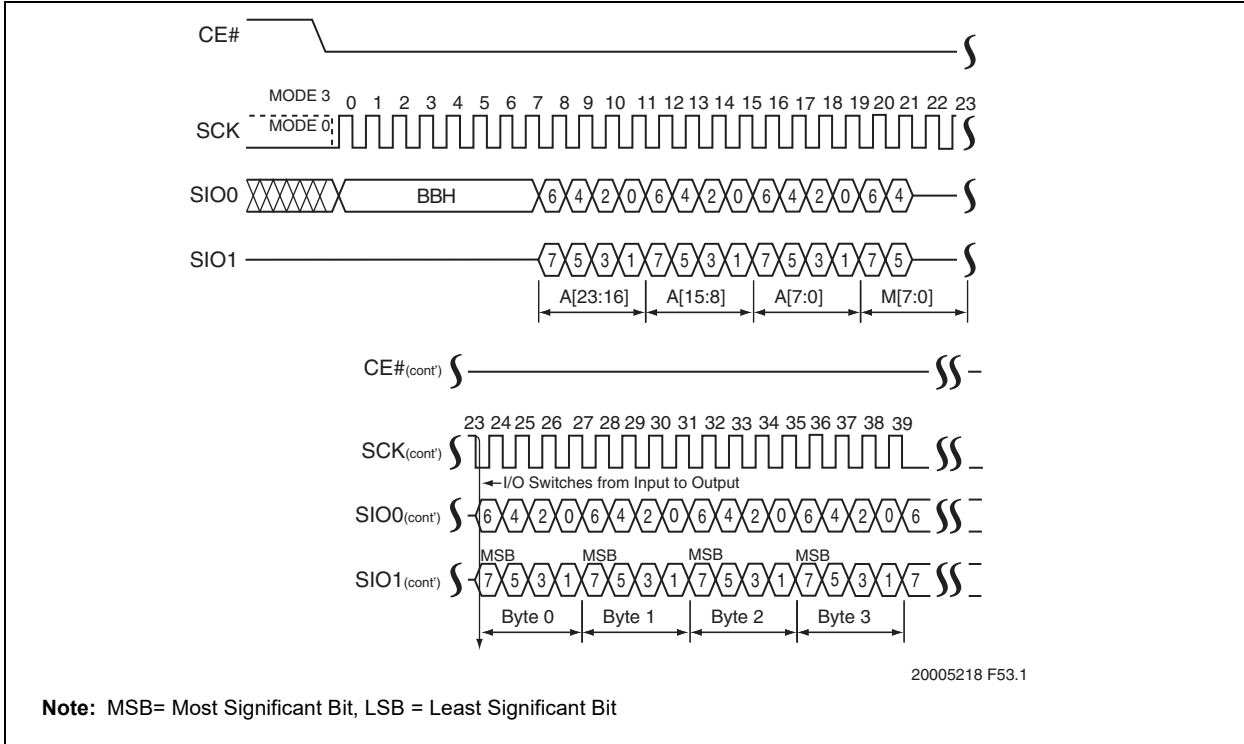 CE#
MODE 3
0 1 2 3 4 5 6 7 8 9 10 11 12 13 14 15 16 17 18 19 20 21 22 23
SCK
MODE 0
SIO0
BBH
6 4 2 0 6 4 2 0 6 4 2 0 6 4
SIO1
7 5 3 1 7 5 3 1 7 5 3 1 7 5
A[23:16] A[15:8] A[7:0] M[7:0]
CE#(cont')
23 24 25 26 27 28 29 30 31 32 33 34 35 36 37 38 39
SCK(cont')
I/O Switches from Input to Output
SIO0(cont')
6 4 2 0 6 4 2 0 6 4 2 0 6 4 2 0 6
MSB MSB MSB MSB
SIO1(cont')
7 5 3 1 7 5 3 1 7 5 3 1 7 5 3 1 7
Byte 0 Byte 1 Byte 2 Byte 3
20005218 F53.1
Note: MSB= Most Significant Bit, LSB = Least Significant Bit